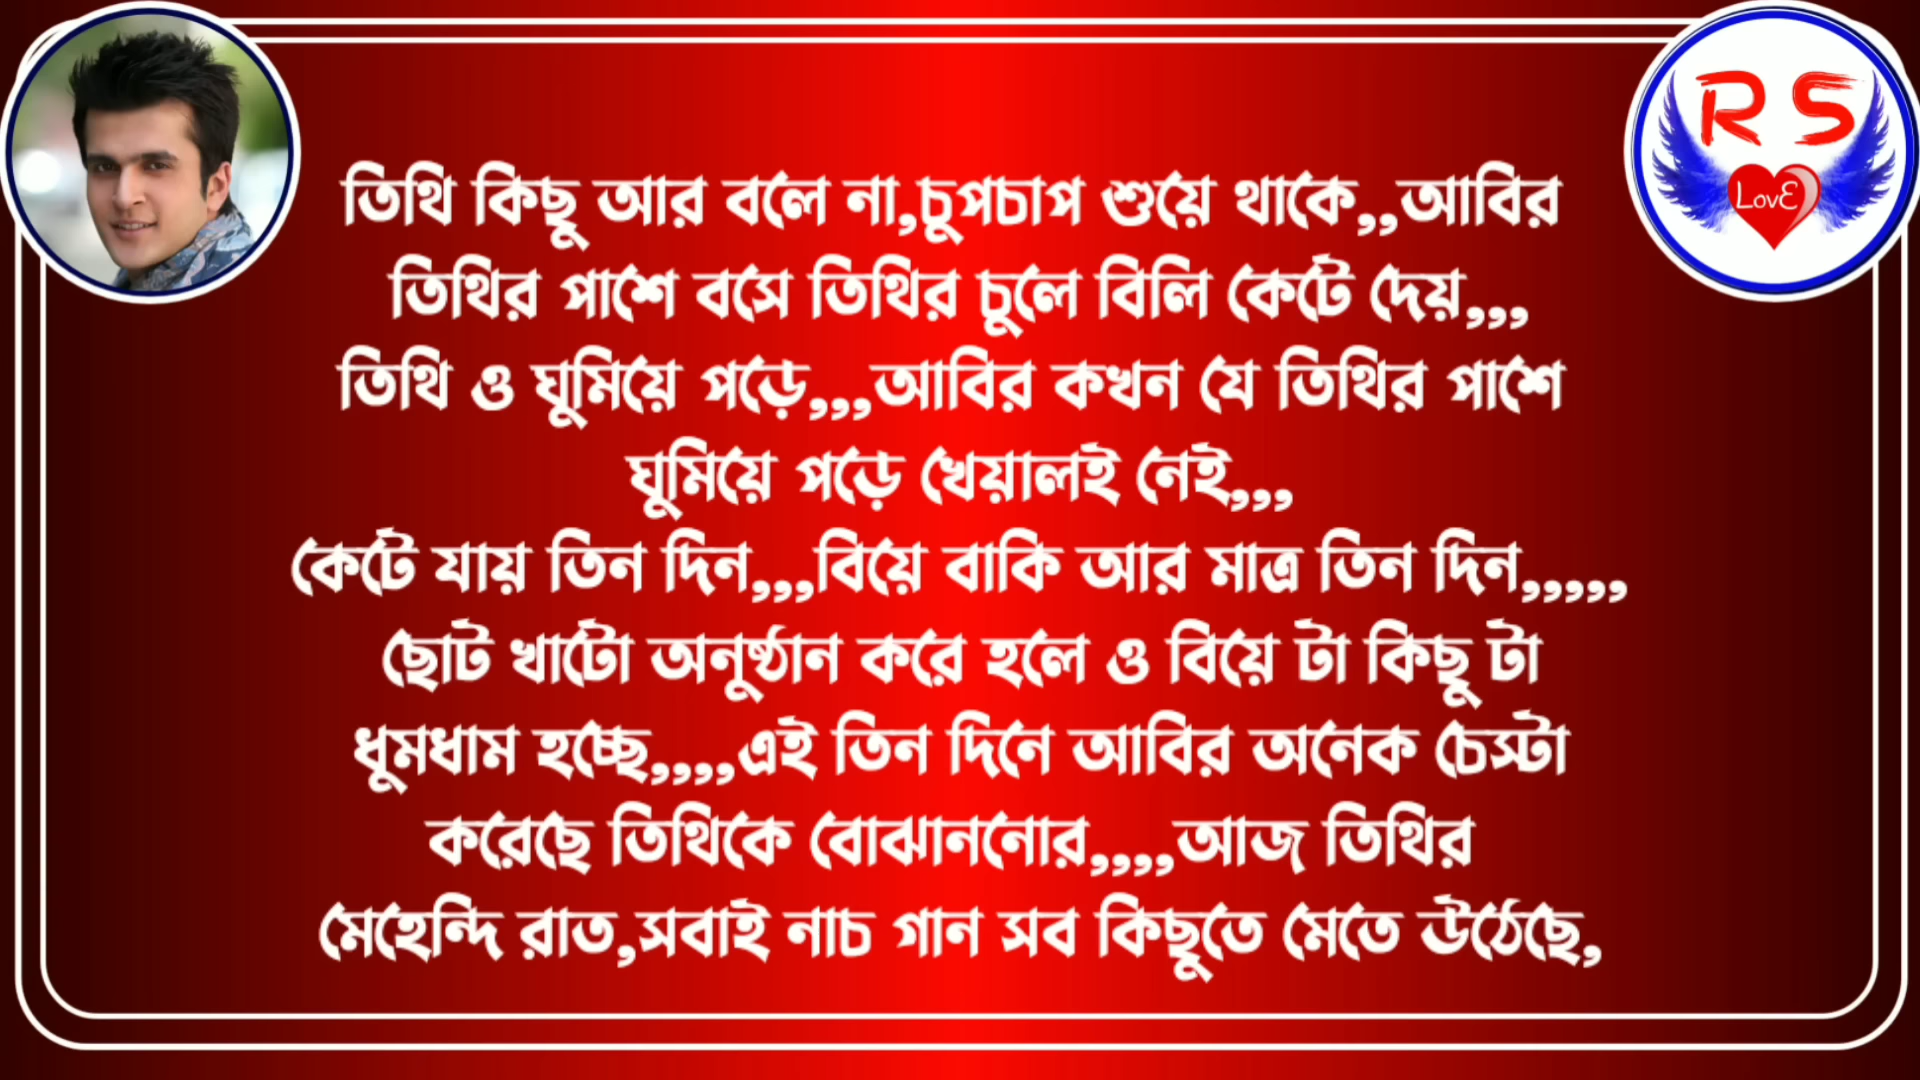 R S
LovE
তিথি কিছু আর বলে না,চুপচাপ শুয়ে থাকে,,আবির
তিথির পাশে বসে তিথির চুলে বিলি কেটে দেয়,,,
তিথি ও ঘুমিয়ে পড়ে,,,আবির কখন যে তিথির পাশে
ঘুমিয়ে পড়ে খেয়ালই নেই,,,
কেটে যায় তিন দিন,,,বিয়ে বাকি আর মাত্র তিন দিন,,,,,
ছোট খাটো অনুষ্ঠান করে হলে ও বিয়ে টা কিছু টা
ধুমধাম হচ্ছে,,,,এই তিন দিনে আবির অনেক চেস্টা
করেছে তিথিকে বোঝাননোর,,,,আজ তিথির
মেহেন্দি রাত,সবাই নাচ গান সব কিছুতে মেতে উঠেছে,